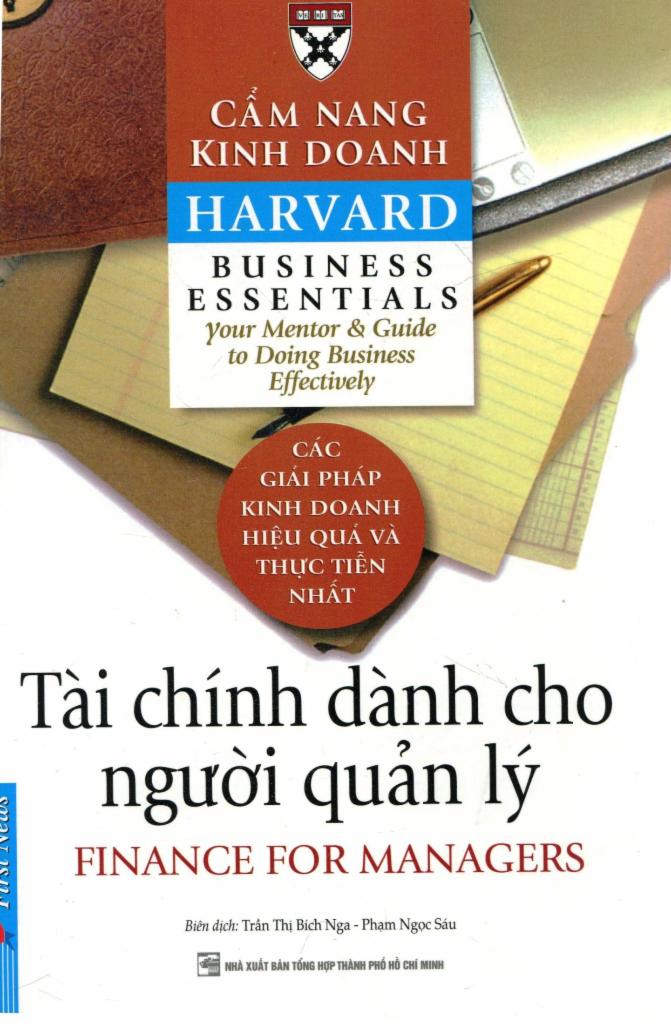 VE RI TAS
CẨM NANG
KINH DOANH
HARVARD
BUSINESS
ESSENTIALS
your Mentor & Guide
to Doing Business
Effectively
CÁC
GIẢI PHÁP
KINH DOANH
HIỆU QUẢ VÀ
THỰC TIỄN
NHẤT
Tài chính dành cho
người quản lý
FINANCE FOR MANAGERS
First News
Biên dịch: Trần Thị Bích Nga - Phạm Ngọc Sáu
NHÀ XUẤT BẢN TỔNG HỢP THÀNH PHỐ HỒ CHÍ MINH